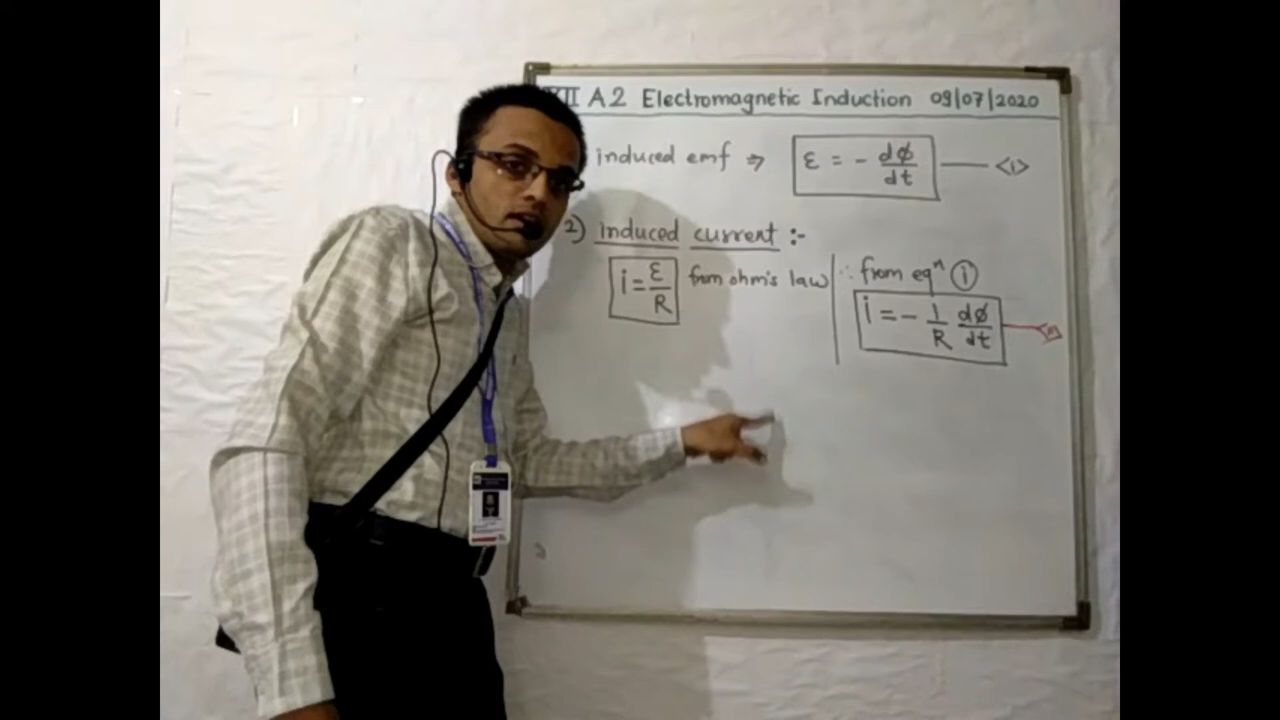 XII A2 Electromagnetic Induction 09/07/2020
induced emf ⇒ ε = - dφ/dt —— <1>
2) induced current :-
i = ε/R from ohm's law
∴ from eqⁿ (i)
i = - 1/R dφ/dt